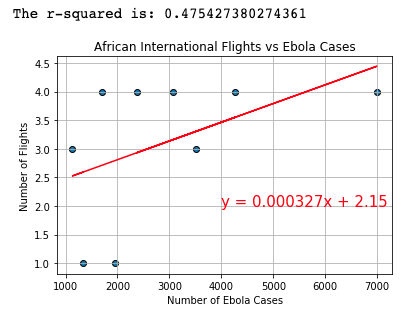 The r-squared is: 0.475427380274361
African International Flights vs Ebola Cases
4.5
4.0
3.5
3.0
2.5
2.0
1.5
1.0
Number of Flights
y = 0.000327x + 2.15
1000 2000 3000 4000 5000 6000 7000
Number of Ebola Cases